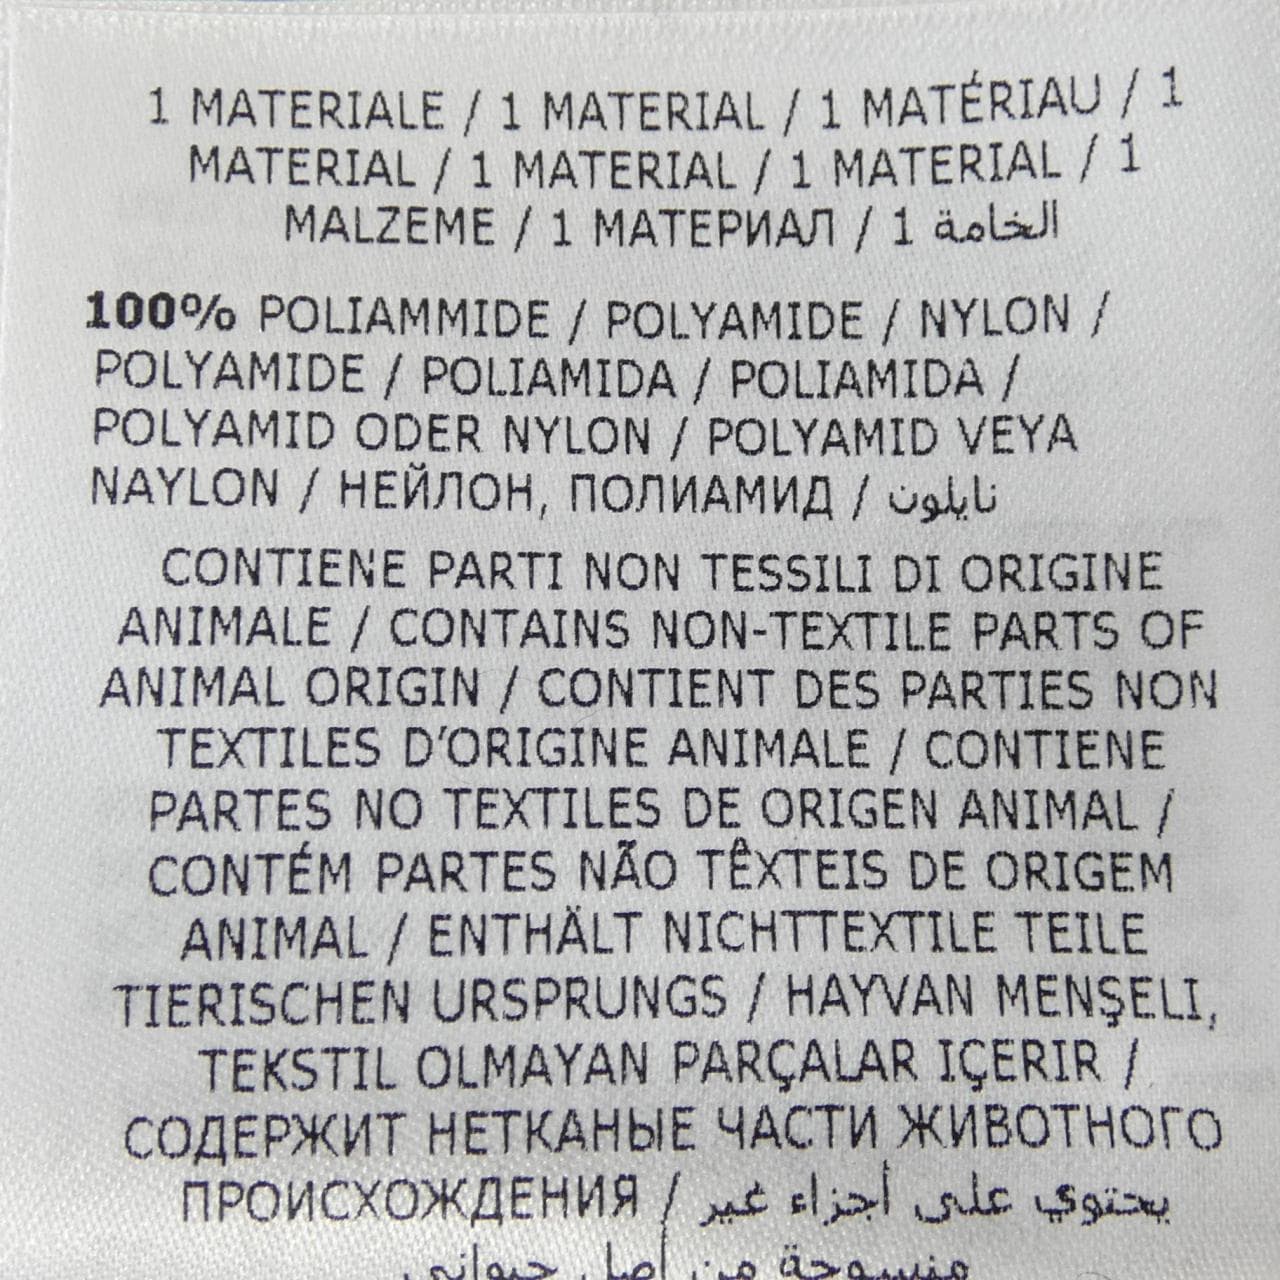 1 MATERIALE / 1 MATERIAL / 1 MATÉRIAU / 1
MATERIAL / 1 MATERIAL / 1 MATERIAL / 1
MALZEME / 1 МАТЕРИАЛ / 1 الخامة
100% POLIAMMIDE / POLYAMIDE / NYLON /
POLYAMIDE / POLIAMIDA / POLIAMIDA /
POLYAMID ODER NYLON / POLYAMID VEYA
NAYLON / НЕЙЛОН, ПОЛИАМИД / نايلون
CONTIENE PARTI NON TESSILI DI ORIGINE
ANIMALE / CONTAINS NON-TEXTILE PARTS OF
ANIMAL ORIGIN / CONTIENT DES PARTIES NON
TEXTILES D'ORIGINE ANIMALE / CONTIENE
PARTES NO TEXTILES DE ORIGEN ANIMAL /
CONTÉM PARTES NÃO TÊXTEIS DE ORIGEM
ANIMAL / ENTHÄLT NICHTTEXTILE TEILE
TIERISCHEN URSPRUNGS / HAYVAN MENŞELI,
TEKSTIL OLMAYAN PARÇALAR IÇERIR /
СОДЕРЖИТ НЕТКАНЫЕ ЧАСТИ ЖИВОТНОГО
ПРОИСХОЖДЕНИЯ / يحتوي على أجزاء غير
منسوجة من أصل حيواني